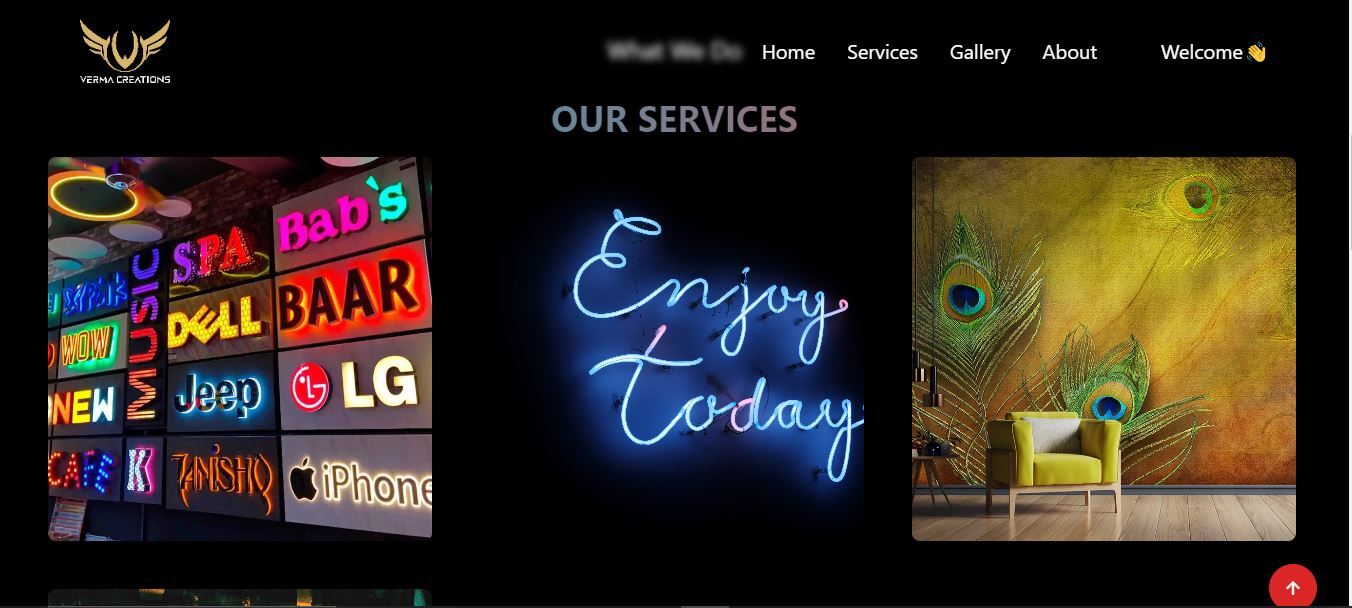 VERMA CREATIONS
What We Do
Home
Services
Gallery
About
Welcome👋
OUR SERVICES
Bab's
SPA
MUSIC
BAAR
DELL
WOW
Jeep
LG
NEW
CAFE
K
TANISHQ
iPhone
Enjoy
Today